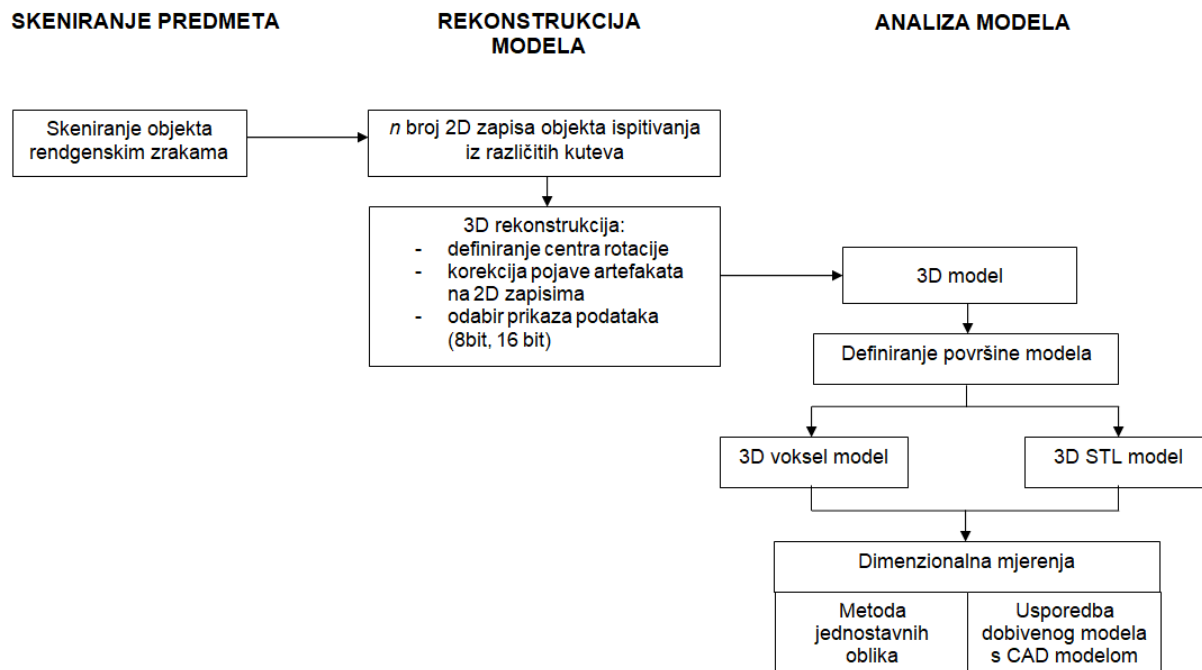 SKENIRANJE PREDMETA
REKONSTRUKCIJA
MODELA
ANALIZA MODELA
Skeniranje objekta
rendgenskim zrakama
n broj 2D zapisa objekta ispitivanja
iz različitih kuteva
3D rekonstrukcija:
- definiranje centra rotacije
- korekcija pojave artefakata
na 2D zapisima
- odabir prikaza podataka
(8bit, 16 bit)
3D model
Definiranje površine modela
3D voksel model
3D STL model
Dimenzionalna mjerenja
Metoda
jednostavnih
oblika
Usporedba
dobivenog modela
s CAD modelom